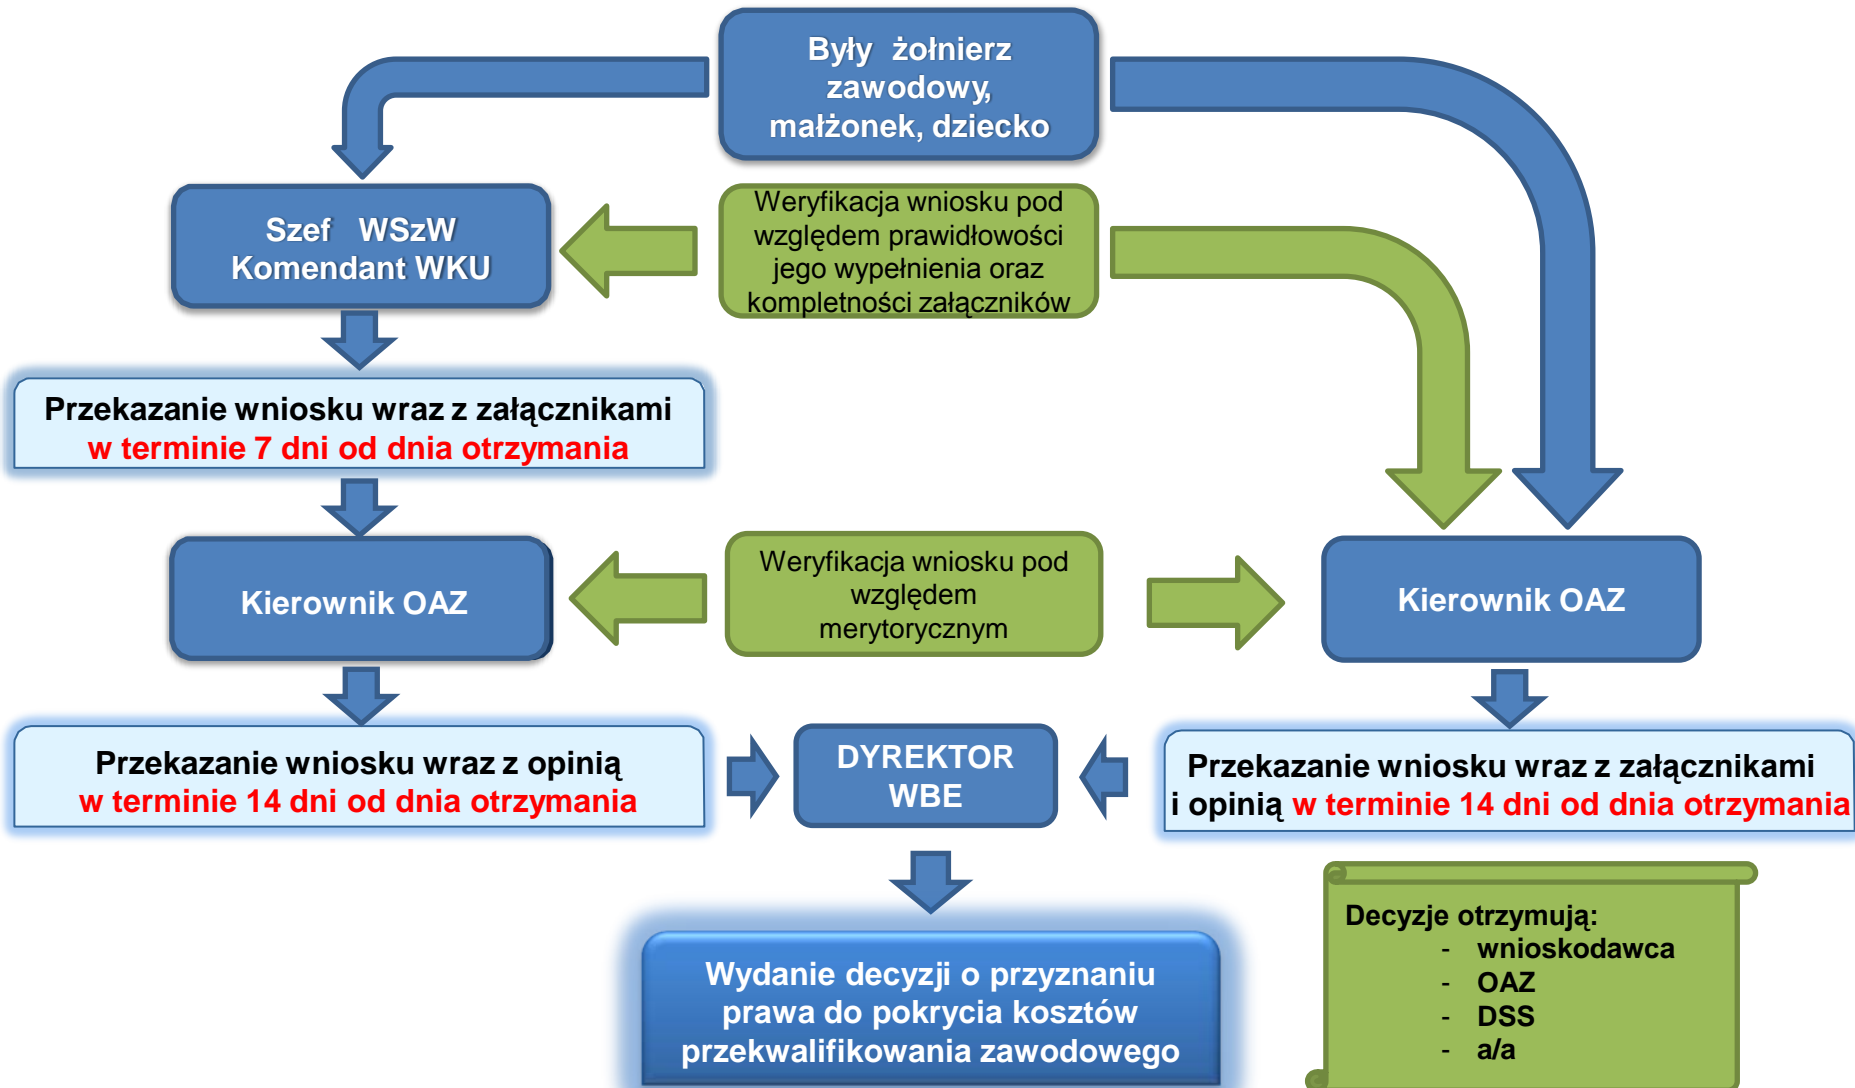 Były żołnierz
zawodowy,
małżonek, dziecko
Szef WSzW
Komendant WKU
Weryfikacja wniosku pod
względem prawidłowości
jego wypełnienia oraz
kompletności załączników
Przekazanie wniosku wraz z załącznikami
w terminie 7 dni od dnia otrzymania
Kierownik OAZ
Weryfikacja wniosku pod
względem
merytorycznym
Kierownik OAZ
Przekazanie wniosku wraz z opinią
w terminie 14 dni od dnia otrzymania
DYREKTOR
WBE
Przekazanie wniosku wraz z załącznikami
i opinią w terminie 14 dni od dnia otrzymania
Wydanie decyzji o przyznaniu
prawa do pokrycia kosztów
przekwalifikowania zawodowego
Decyzje otrzymują:
- wnioskodawca
- OAZ
- DSS
- a/a